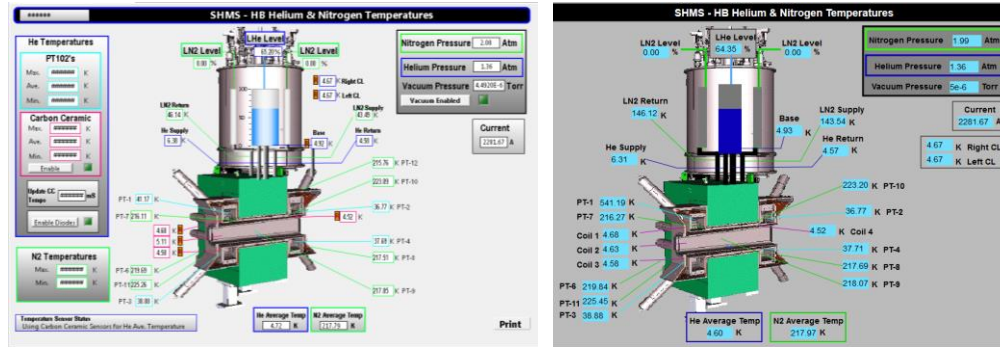 SHMS - HB Helium & Nitrogen Temperatures
He Temperatures
PT102's
Max. ###### K
Ave. ###### K
Min. ###### K
Carbon Ceramic
Max. ###### K
Ave. ###### K
Min. ###### K
Enable
Update CC Temps ###### mS
Enable Diodes
N2 Temperatures
Max. ###### K
Min. ###### K
Temperature Sensor Status
Using Carbon Ceramic Sensors for He Ave. Temperature
LN2 Level
0.00 %
LHe Level
65.20 %
LN2 Level
0.00 %
4.67 K Right CL
4.67 K Left CL
LN2 Return
46.14 K
He Supply
6.30 K
Base
4.92 K
LN2 Supply
43.49 K
He Return
4.58 K
215.76 K PT-12
223.09 K PT-10
PT-1 41.17 K
36.77 K PT-2
PT-7 216.11 K
4.52 K
4.68 K
5.11 K
4.58 K
37.69 K PT-4
PT-6 219.69 K
217.51 K PT-8
PT-11 225.26 K
217.85 K PT-9
PT-3 38.80 K
He Average Temp
4.72 K
N2 Average Temp
217.79 K
Nitrogen Pressure 2.00 Atm
Helium Pressure 1.36 Atm
Vacuum Pressure 4.4920E-6 Torr
Vacuum Enabled
Current
2281.67 A
Print
SHMS - HB Helium & Nitrogen Temperatures
LN2 Level
0.00 %
LHe Level
64.35 %
LN2 Level
0.00 %
Nitrogen Pressure 1.99 Atm
Helium Pressure 1.36 Atm
Vacuum Pressure 5e-6 Torr
Current
2281.67 A
4.67 K Right CL
4.67 K Left CL
LN2 Return
146.12 K
He Supply
6.31 K
Base
4.93 K
LN2 Supply
143.54 K
He Return
4.57 K
223.20 K PT-10
PT-1 541.19 K
36.77 K PT-2
PT-7 216.27 K
Coil 1 4.68 K
4.52 K Coil 4
Coil 2 4.63 K
37.71 K PT-4
Coil 3 4.58 K
217.69 K PT-8
PT-6 219.84 K
218.07 K PT-9
PT-11 225.45 K
PT-3 38.88 K
He Average Temp
4.60 K
N2 Average Temp
217.97 K